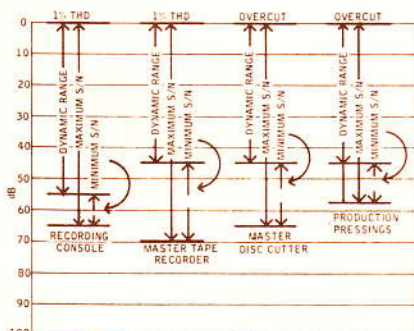 1% THD
1% THD
OVERCUT
OVERCUT
0
10
20
30
40
50
60
70
80
90
100
dB
DYNAMIC RANGE
MAXIMUM S/N
MINIMUM S/N
DYNAMIC RANGE
MAXIMUM S/N
MINIMUM S/N
DYNAMIC RANGE
MAXIMUM S/N
MINIMUM S/N
DYNAMIC RANGE
MAXIMUM S/N
MINIMUM S/N
RECORDING
CONSOLE
MASTER TAPE
RECORDER
MASTER
DISC CUTTER
PRODUCTION
PRESSINGS